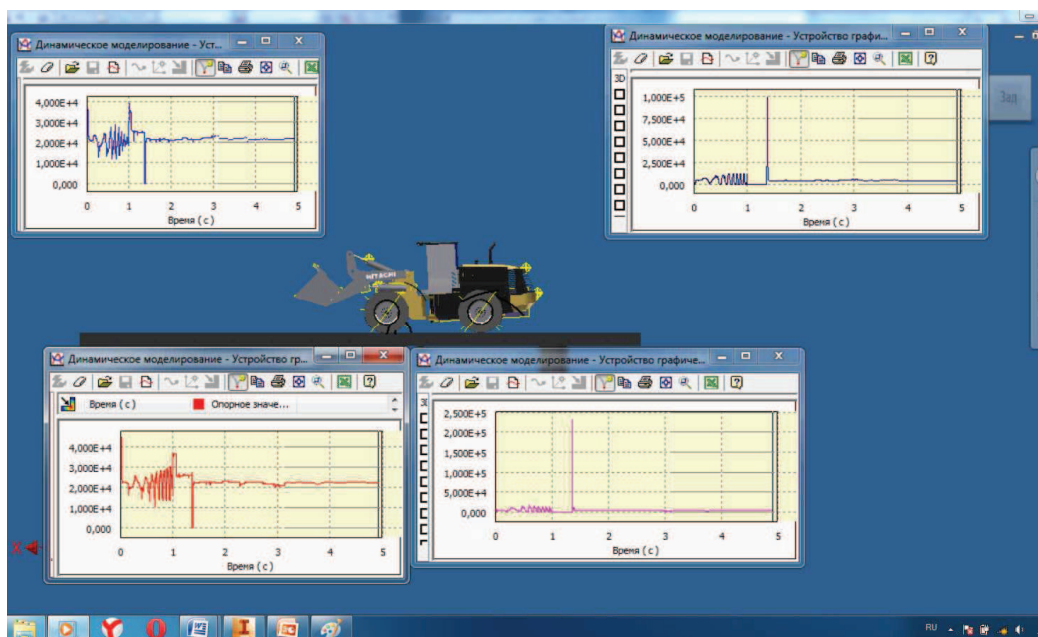 Динамическое моделирование - Уст...
4,000E+4
3,000E+4
2,000E+4
1,000E+4
0,000
0 1 2 3 4 5
Время ( с )
Динамическое моделирование - Устройство графи...
3D
1,000E+5
7,500E+4
5,000E+4
2,500E+4
0,000
0 1 2 3 4 5
Время ( с )
Зад
HITACHI
Динамическое моделирование - Устройство гр...
Время ( с ) Опорное значе...
4,000E+4
3,000E+4
2,000E+4
1,000E+4
0,000
0 1 2 3 4 5
Время ( с )
X
Динамическое моделирование - Устройство графиче...
2,500E+5
2,000E+5
1,500E+5
1,000E+5
5,000E+4
0,000
0 1 2 3 4 5
Время ( с )
RU